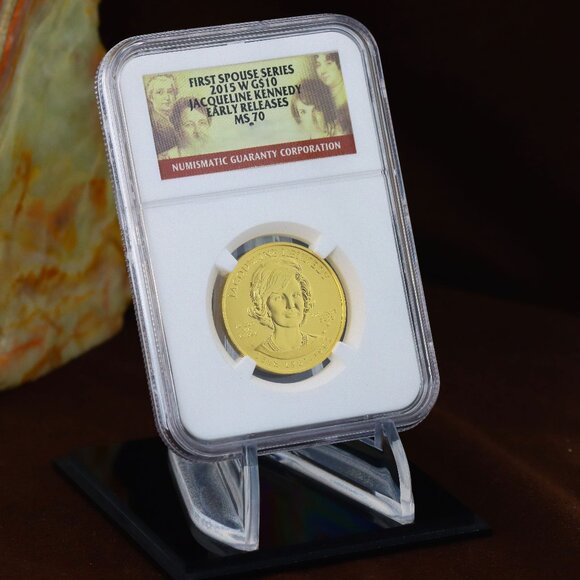 FIRST SPOUSE SERIES
2015 W G$10
JACQUELINE KENNEDY
EARLY RELEASES
MS 70
NUMISMATIC GUARANTY CORPORATION